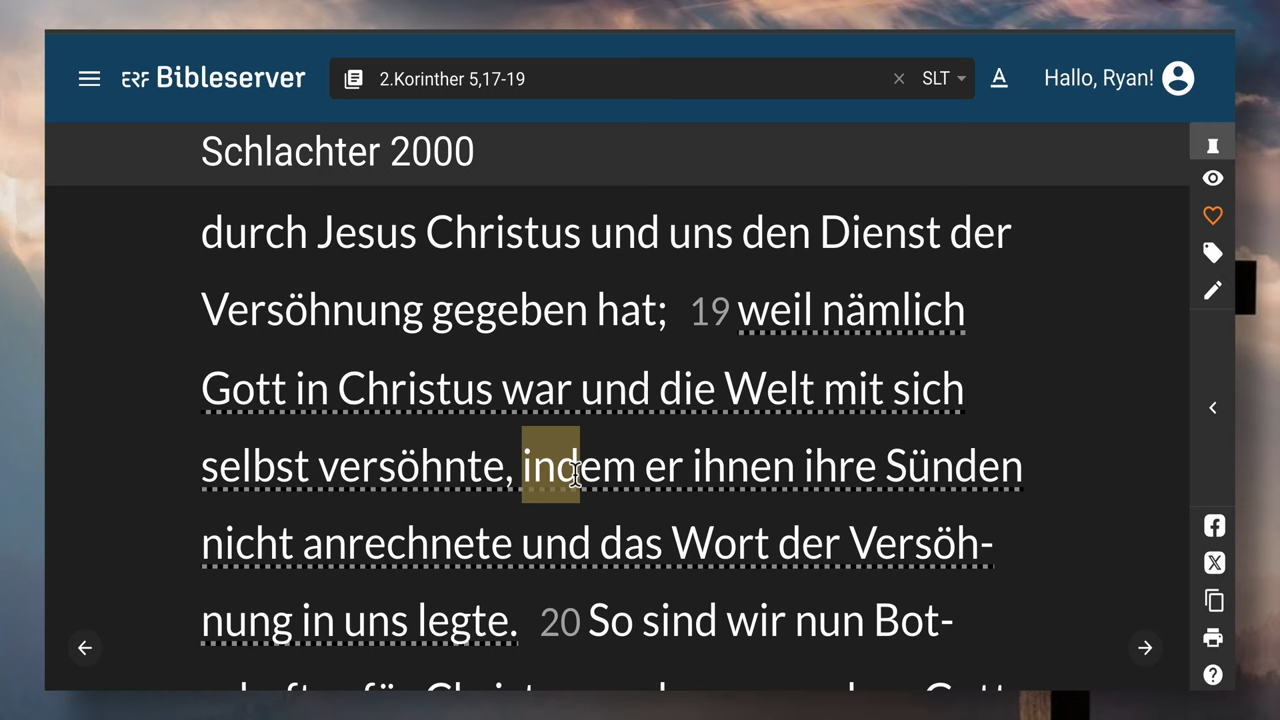 ERF Bibleserver
2.Korinther 5,17-19
SLT
A
Hallo, Ryan!
Schlachter 2000
durch Jesus Christus und uns den Dienst der
Versöhnung gegeben hat; 19 weil nämlich
Gott in Christus war und die Welt mit sich
selbst versöhnte, indem er ihnen ihre Sünden
nicht anrechnete und das Wort der Versöh-
nung in uns legte. 20 So sind wir nun Bot-